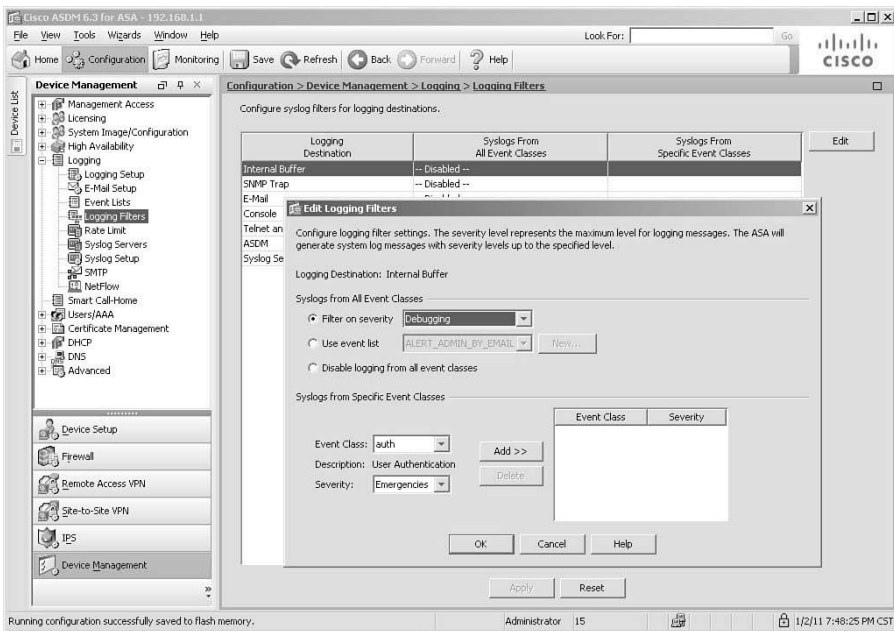 Cisco ASDM 6.3 for ASA - 192.168.1.1
File View Tools Wizards Window Help
Look For: Go
Home Configuration Monitoring Save Refresh Back Forward Help
CISCO
Device List
Device Management
Management Access
Licensing
System Image/Configuration
High Availability
Logging
Logging Setup
E-Mail Setup
Event Lists
Logging Filters
Rate Limit
Syslog Servers
Syslog Setup
SMTP
NetFlow
Smart Call-Home
Users/AAA
Certificate Management
DHCP
DNS
Advanced
Device Setup
Firewall
Remote Access VPN
Site-to-Site VPN
IPS
Device Management
Configuration > Device Management > Logging > Logging Filters
Configure syslog filters for logging destinations.
Logging Destination
Syslogs From All Event Classes
Syslogs From Specific Event Classes
Edit
Internal Buffer -- Disabled --
SNMP Trap -- Disabled --
E-Mail
Console
Telnet an
ASDM
Syslog Se
Edit Logging Filters
Configure logging filter settings. The severity level represents the maximum level for logging messages. The ASA will
generate system log messages with severity levels up to the specified level.
Logging Destination: Internal Buffer
Syslogs from All Event Classes
Filter on severity Debugging
Use event list ALERT_ADMIN_BY_EMAIL New...
Disable logging from all event classes
Syslogs from Specific Event Classes
Event Class Severity
Event Class: auth
Add >>
Description: User Authentication
Delete
Severity: Emergencies
OK Cancel Help
Apply Reset
Running configuration successfully saved to flash memory.
Administrator 15
1/2/11 7:48:25 PM CST